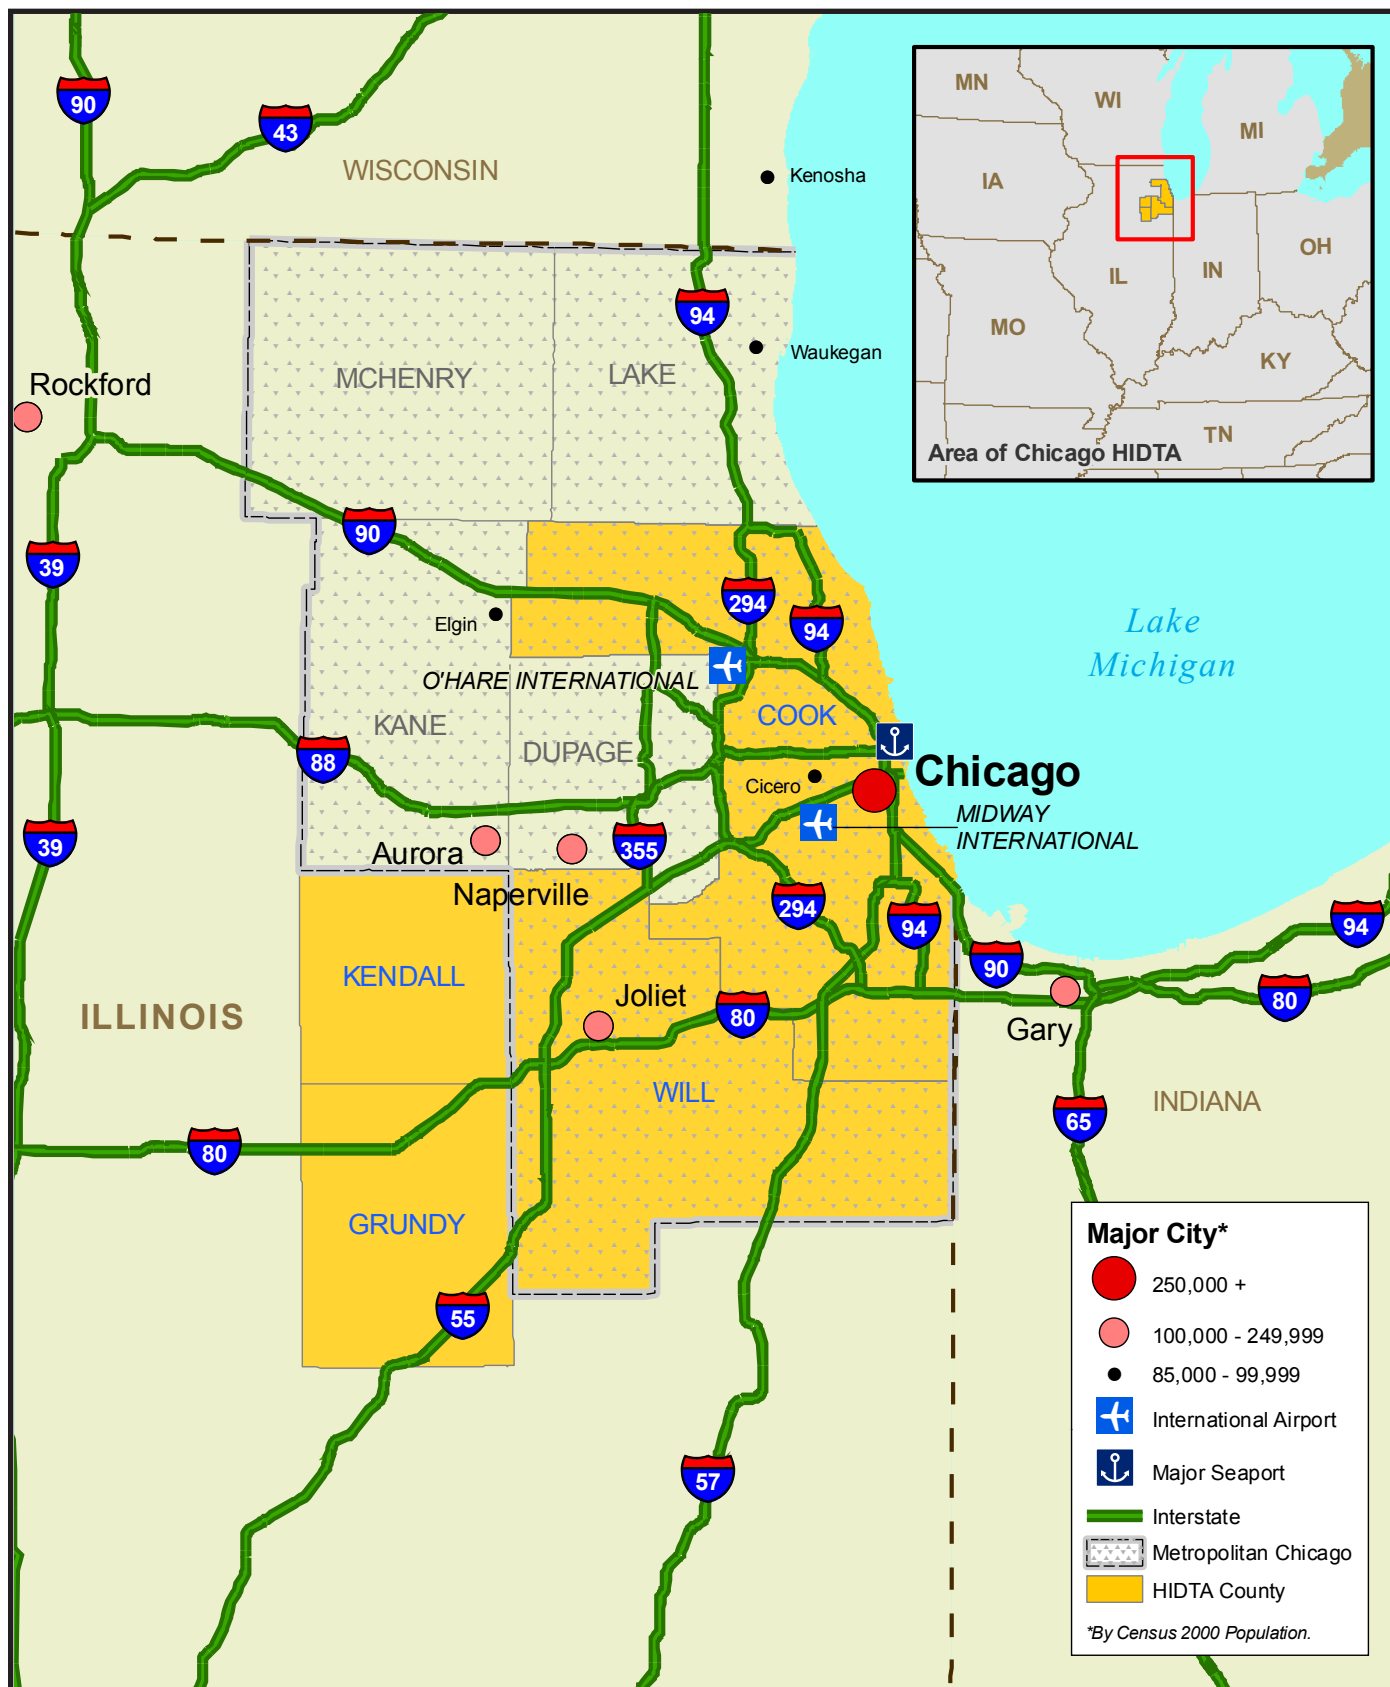 90
43
WISCONSIN
Kenosha
94
Waukegan
MCHENRY
LAKE
Rockford
90
39
294
94
Elgin
O'HARE INTERNATIONAL
Lake
Michigan
KANE
COOK
DUPAGE
88
Chicago
Cicero
MIDWAY
INTERNATIONAL
39
355
Aurora
Naperville
294
94
94
90
KENDALL
Joliet
80
80
ILLINOIS
Gary
WILL
INDIANA
65
80
GRUNDY
55
57
MN
WI
MI
IA
OH
IL
IN
MO
KY
TN
Area of Chicago HIDTA
Major City*
250,000 +
100,000 - 249,999
85,000 - 99,999
International Airport
Major Seaport
Interstate
Metropolitan Chicago
HIDTA County
*By Census 2000 Population.